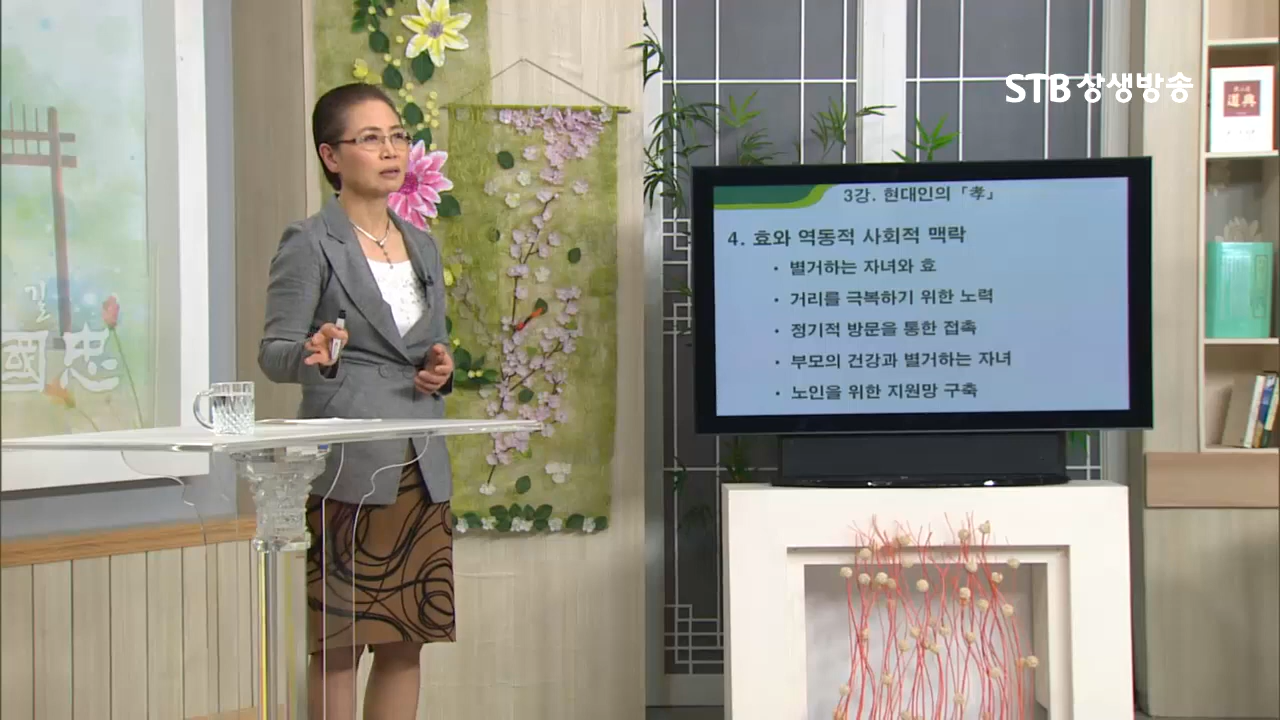 STB 상생방송
道典
길
國忠
3강. 현대인의 「孝」
4. 효와 역동적 사회적 맥락
• 별거하는 자녀와 효
• 거리를 극복하기 위한 노력
• 정기적 방문을 통한 접촉
• 부모의 건강과 별거하는 자녀
• 노인을 위한 지원망 구축